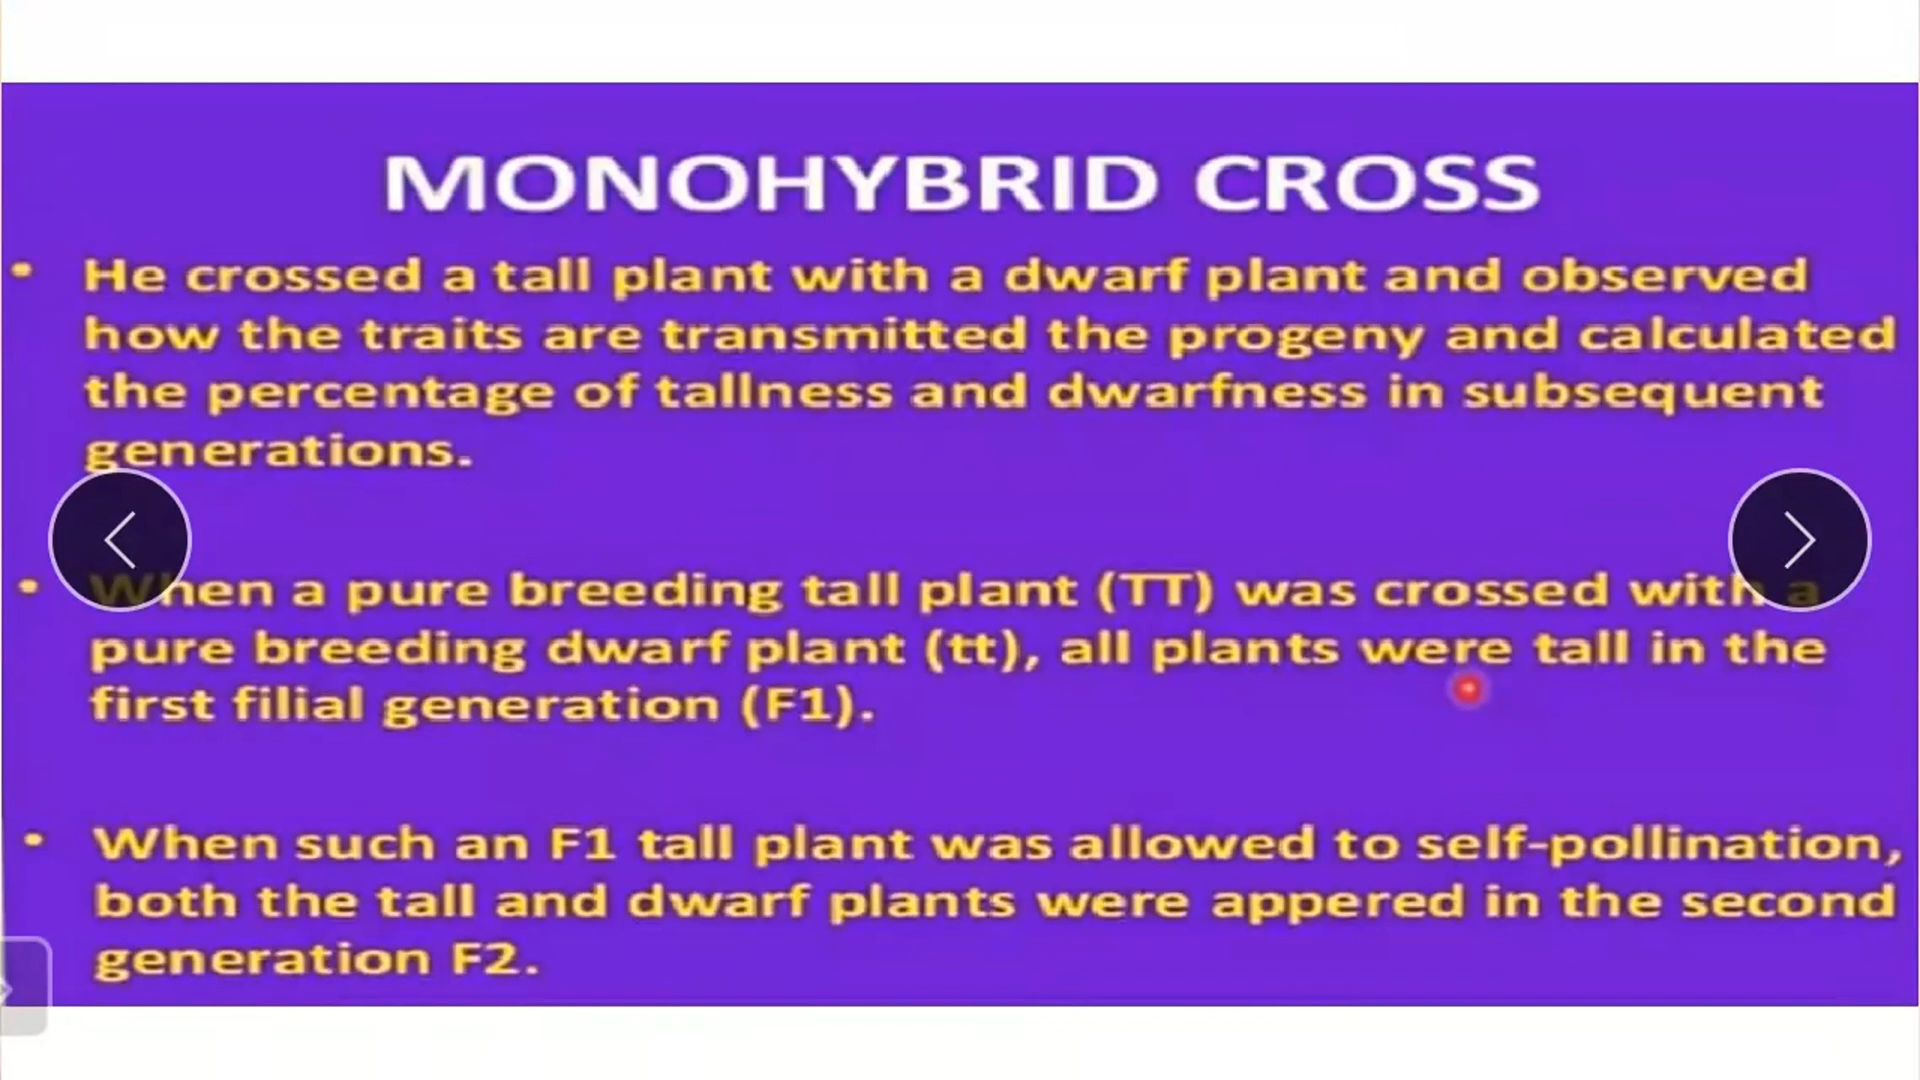 MONOHYBRID CROSS
• He crossed a tall plant with a dwarf plant and observed
how the traits are transmitted the progeny and calculated
the percentage of tallness and dwarfness in subsequent
generations.
• When a pure breeding tall plant (TT) was crossed with a
pure breeding dwarf plant (tt), all plants were tall in the
first filial generation (F1).
• When such an F1 tall plant was allowed to self-pollination,
both the tall and dwarf plants were appered in the second
generation F2.